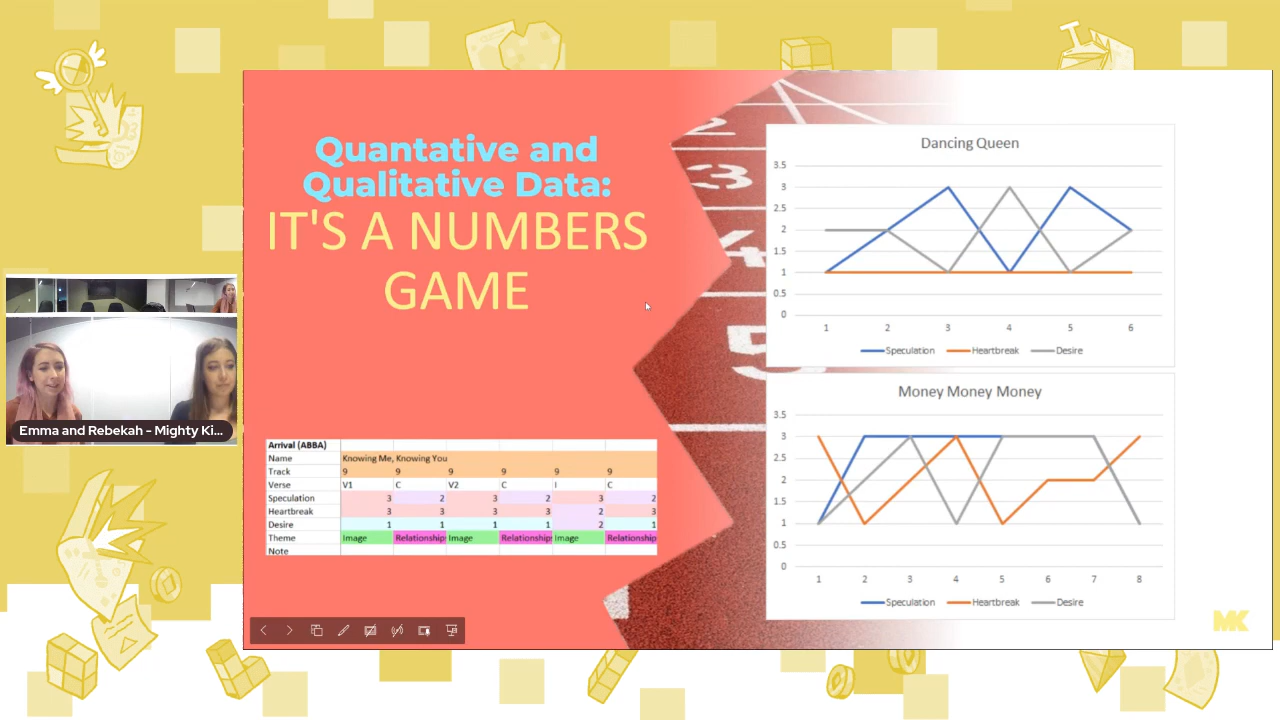 Quantative and
Qualitative Data:
IT'S A NUMBERS
GAME
Arrival (ABBA)
Name Knowing Me, Knowing You
Track 9 9 9 9 9 9
Verse V1 C V2 C I C
Speculation 3 2 3 2 3 2
Heartbreak 3 3 3 3 2 3
Desire 1 1 1 1 2 1
Theme Image Relationship Image Relationship Image Relationship
Note
2
3
4
5
Dancing Queen
3.5
3
2.5
2
1.5
1
0.5
0
1 2 3 4 5 6
Speculation Heartbreak Desire
Money Money Money
3.5
3
2.5
2
1.5
1
0.5
0
1 2 3 4 5 6 7 8
Speculation Heartbreak Desire
Emma and Rebekah - Mighty Ki...
MK